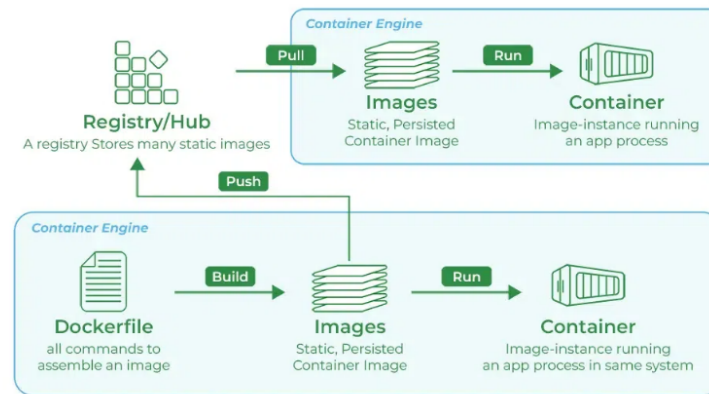 Container Engine
Pull
Run
Registry/Hub
A registry Stores many static images
Images
Static, Persisted
Container Image
Container
Image-instance running
an app process
Push
Container Engine
Build
Run
Dockerfile
all commands to
assemble an image
Images
Static, Persisted
Container Image
Container
Image-instance running
an app process in same system